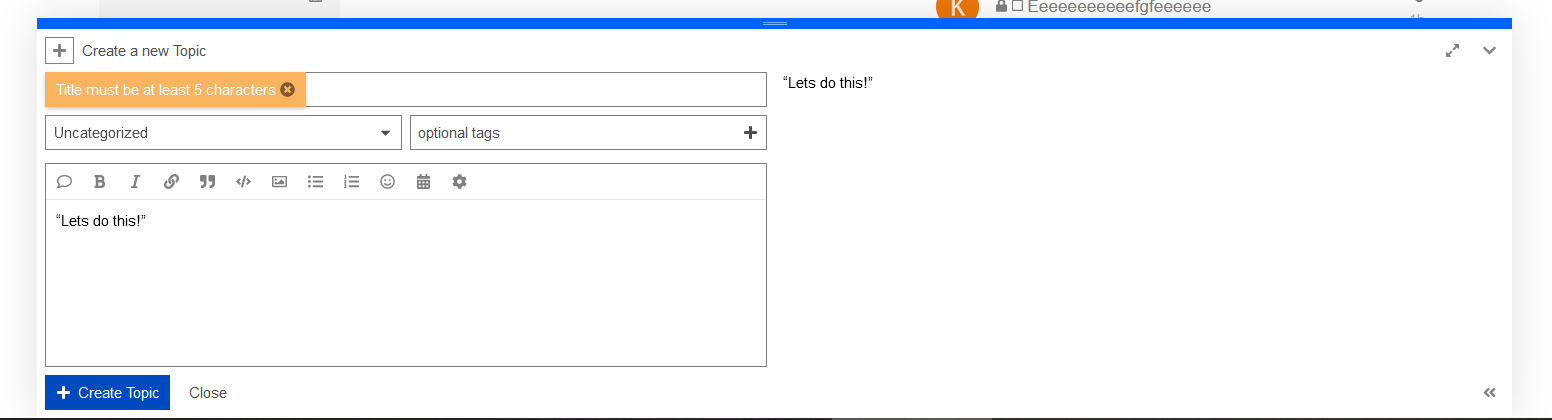 K
Eeeeeeeeeeefgfeeeeee
Create a new Topic
Title must be at least 5 characters
“Lets do this!”
Uncategorized
optional tags
“Lets do this!”
Create Topic
Close